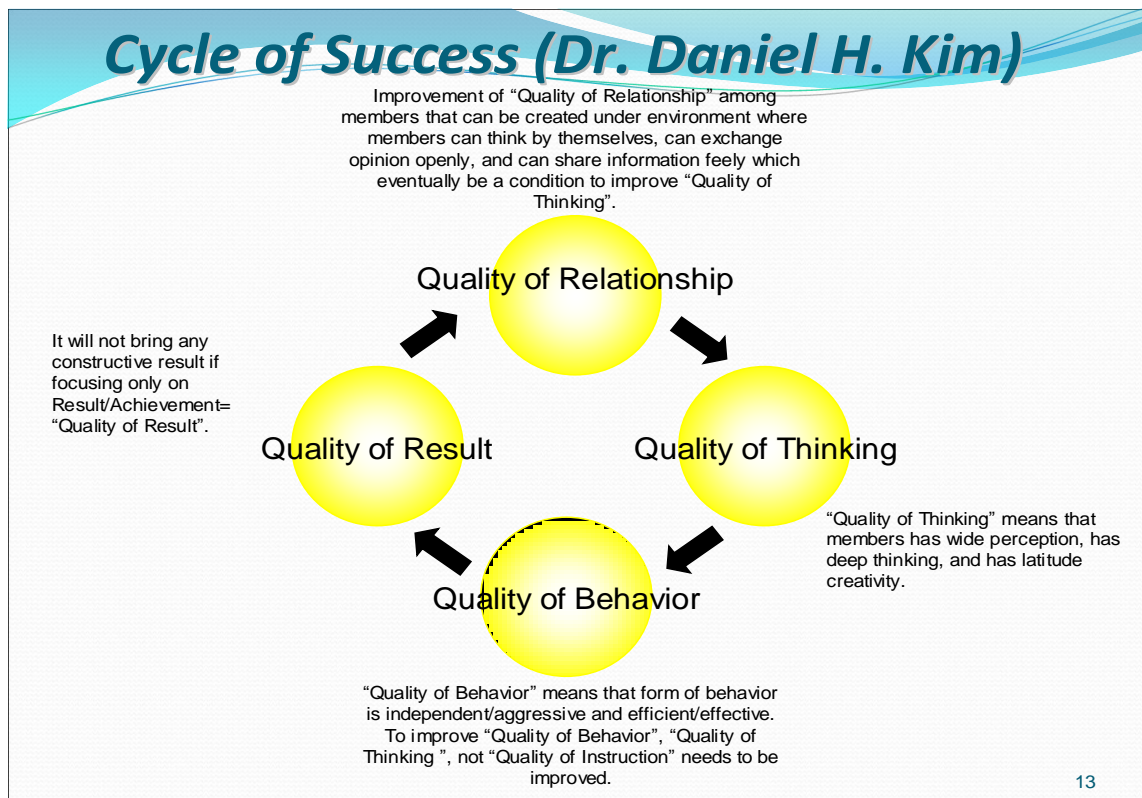 Cycle of Success (Dr. Daniel H. Kim)
Improvement of “Quality of Relationship” among
members that can be created under environment where
members can think by themselves, can exchange
opinion openly, and can share information feely which
eventually be a condition to improve “Quality of
Thinking”.
Quality of Relationship
It will not bring any
constructive result if
focusing only on
Result/Achievement=
“Quality of Result”.
Quality of Result
Quality of Thinking
“Quality of Thinking” means that
members has wide perception, has
deep thinking, and has latitude
creativity.
Quality of Behavior
“Quality of Behavior” means that form of behavior
is independent/aggressive and efficient/effective.
To improve “Quality of Behavior”, “Quality of
Thinking ”, not “Quality of Instruction” needs to be
improved.
13